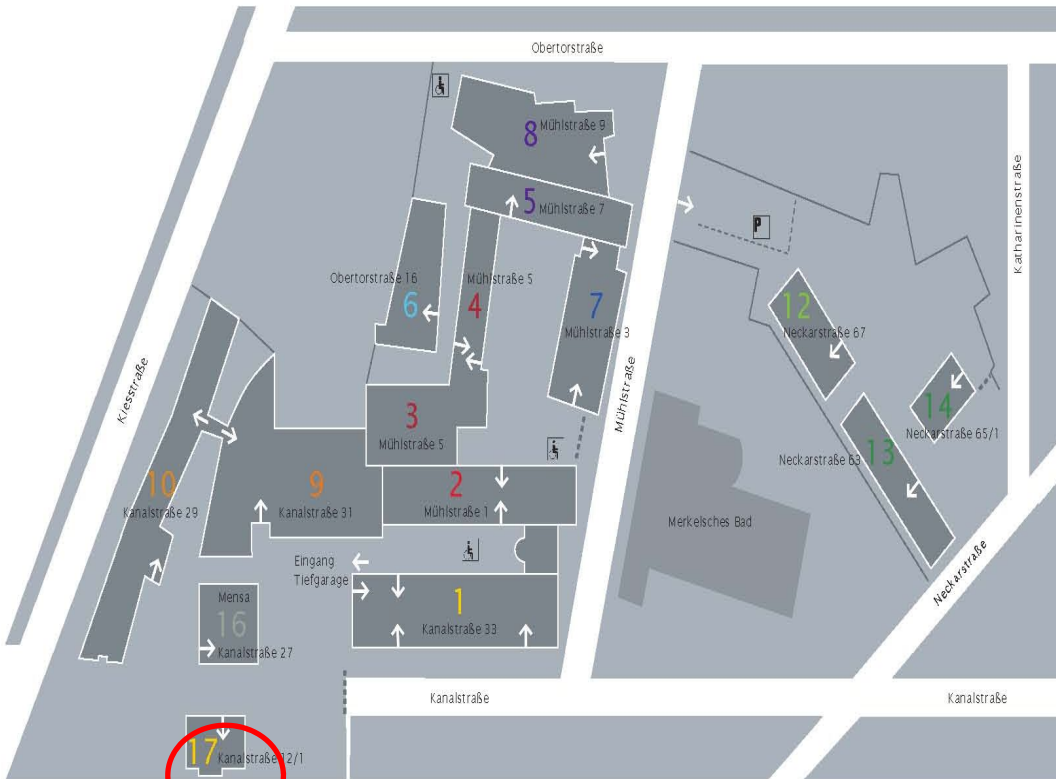 Obertorstraße
8 Mühlstraße 9
5 Mühlstraße 7
P
Katharinenstraße
Obertorstraße 16
6
Mühlstraße 5
4
7
Mühlstraße 3
12
Neckarstraße 67
Kiesstraße
Mühlstraße
14
Neckarstraße 65/1
3
Mühlstraße 5
Neckarstraße 63
13
10
Kanalstraße 29
9
Kanalstraße 31
2
Mühlstraße 1
Merkelsches Bad
Neckarstraße
Eingang
Tiefgarage
1
Kanalstraße 33
Mensa
16
Kanalstraße 27
Kanalstraße
Kanalstraße
17 Kanalstraße 12/1